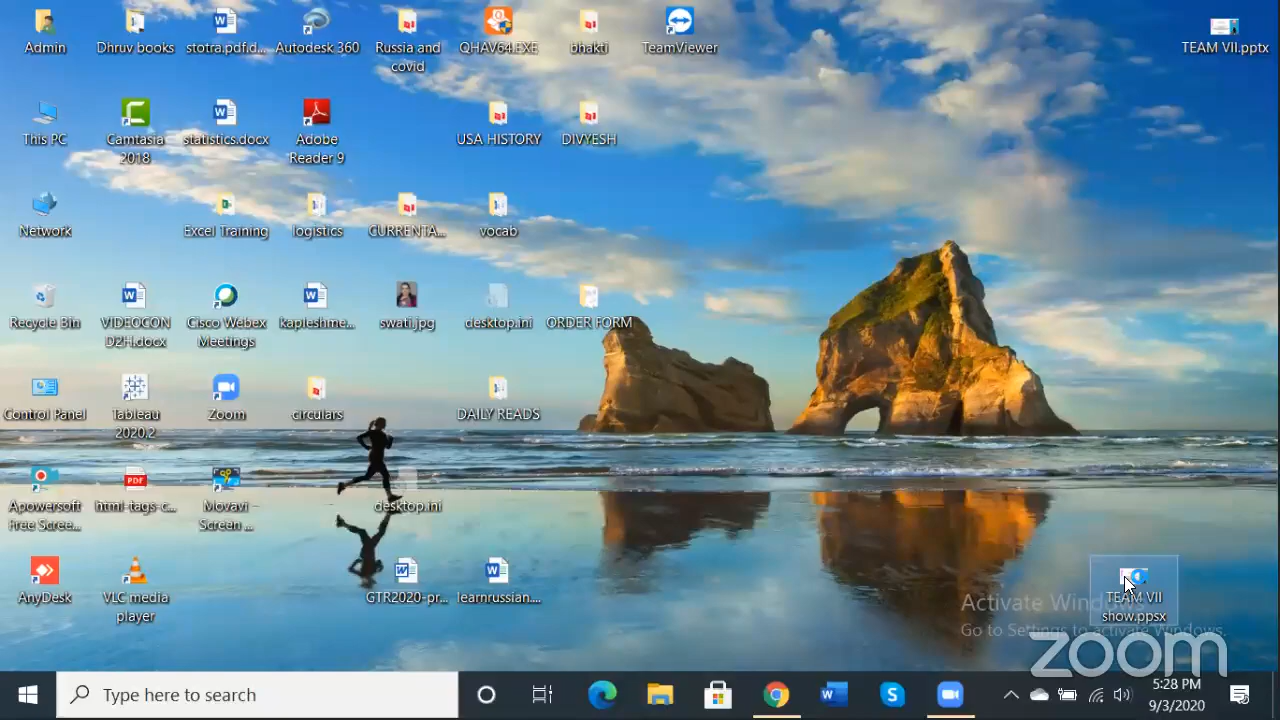 Admin
Dhruv books
stotra.pdf.d...
Autodesk 360
Russia and
covid
QHAV64.EXE
bhakti
TeamViewer
TEAM VII.pptx
This PC
Camtasia
2018
statistics.docx
Adobe
Reader 9
USA HISTORY
DIVYESH
Network
Excel Training
logistics
CURRENTA...
vocab
Recycle Bin
VIDEOCON
D2H.docx
Cisco Webex
Meetings
kapleshme...
swati.jpg
desktop.ini
ORDER FORM
Control Panel
Tableau
2020.2
Zoom
circulars
DAILY READS
Apowersoft
Free Scree...
PDF
html-tags-c...
Movavi
Screen ...
desktop.ini
AnyDesk
VLC media
player
GTR2020-pr...
learnrussian....
TEAM VII
show.ppsx
Activate Windows
Go to Settings to activate Windows.
zoom
Type here to search
5:28 PM
9/3/2020